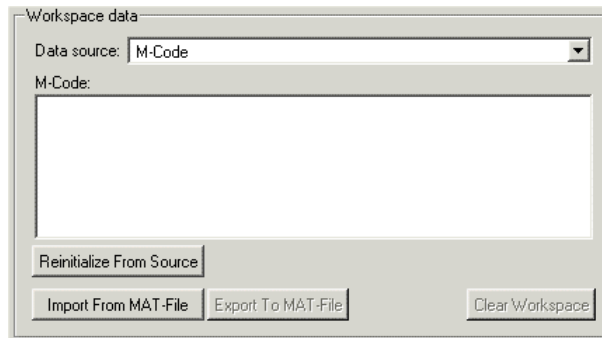 Workspace data
Data source: M-Code
M-Code:
Reinitialize From Source
Import From MAT-File Export To MAT-File Clear Workspace